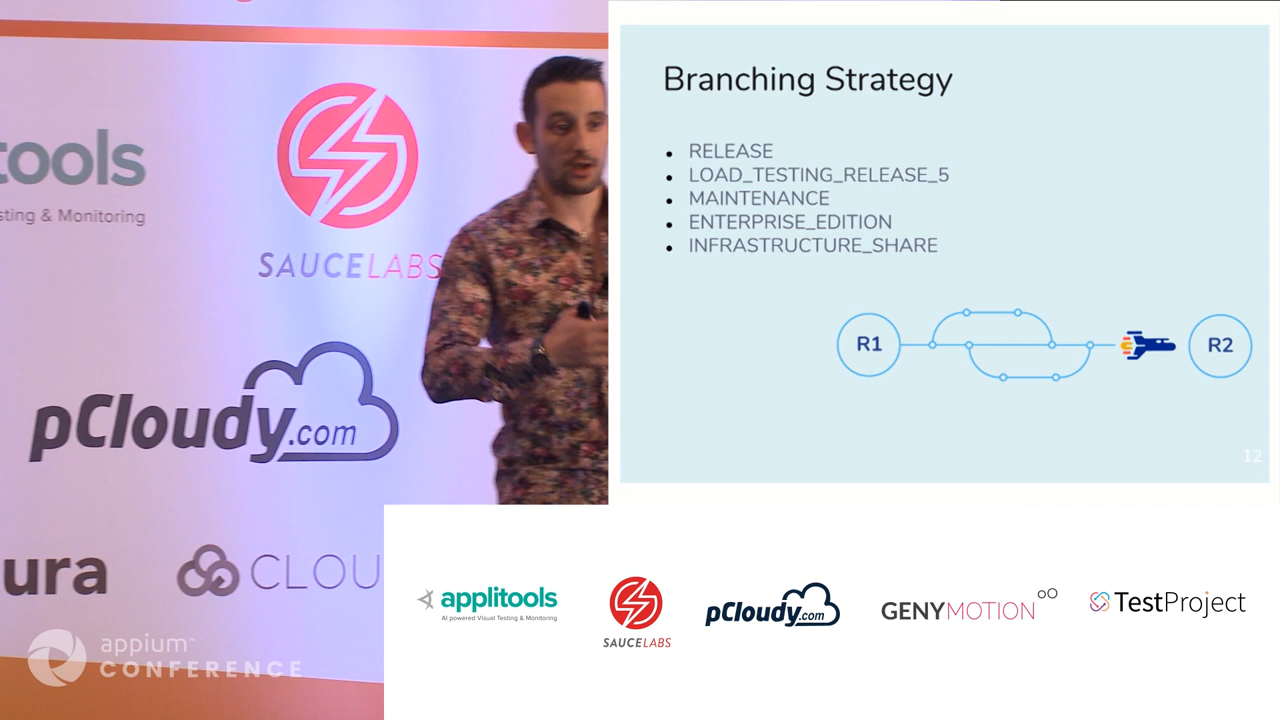 tools
sting & Monitoring
SAUCELABS
pCloudy.com
ura
CLOU
appium
CONFERENCE
Branching Strategy
RELEASE
LOAD_TESTING_RELEASE_5
MAINTENANCE
ENTERPRISE_EDITION
INFRASTRUCTURE_SHARE
R1
R2
12
applitools
AI powered Visual Testing & Monitoring
SAUCELABS
pCloudy.com
GENYMOTION
TestProject